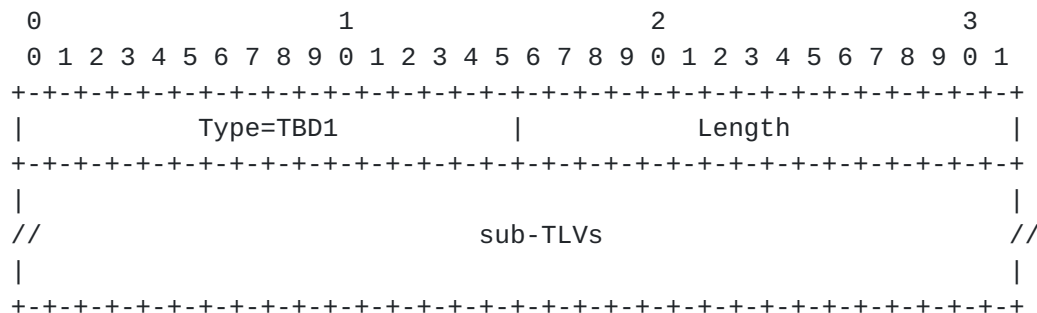 0                   1                   2                   3
 0 1 2 3 4 5 6 7 8 9 0 1 2 3 4 5 6 7 8 9 0 1 2 3 4 5 6 7 8 9 0 1
+-+-+-+-+-+-+-+-+-+-+-+-+-+-+-+-+-+-+-+-+-+-+-+-+-+-+-+-+-+-+-+-+
|           Type=TBD1           |           Length              |
+-+-+-+-+-+-+-+-+-+-+-+-+-+-+-+-+-+-+-+-+-+-+-+-+-+-+-+-+-+-+-+-+
|                                                               |
//                            sub-TLVs                          //
|                                                               |
+-+-+-+-+-+-+-+-+-+-+-+-+-+-+-+-+-+-+-+-+-+-+-+-+-+-+-+-+-+-+-+-+